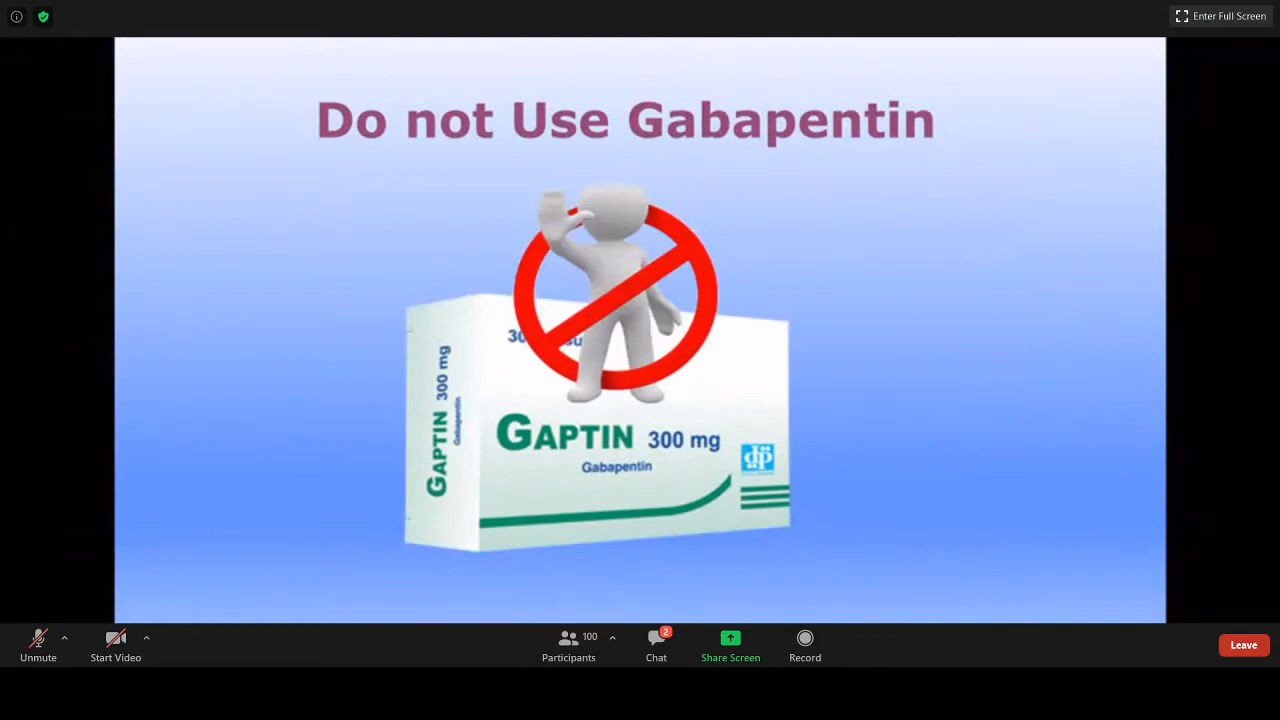 Enter Full Screen
Do not Use Gabapentin
GAPTIN 300 mg
Gabapentin
GAPTIN 300 mg
Gabapentin
dp
100
2
Unmute
Start Video
Participants
Chat
Share Screen
Record
Leave